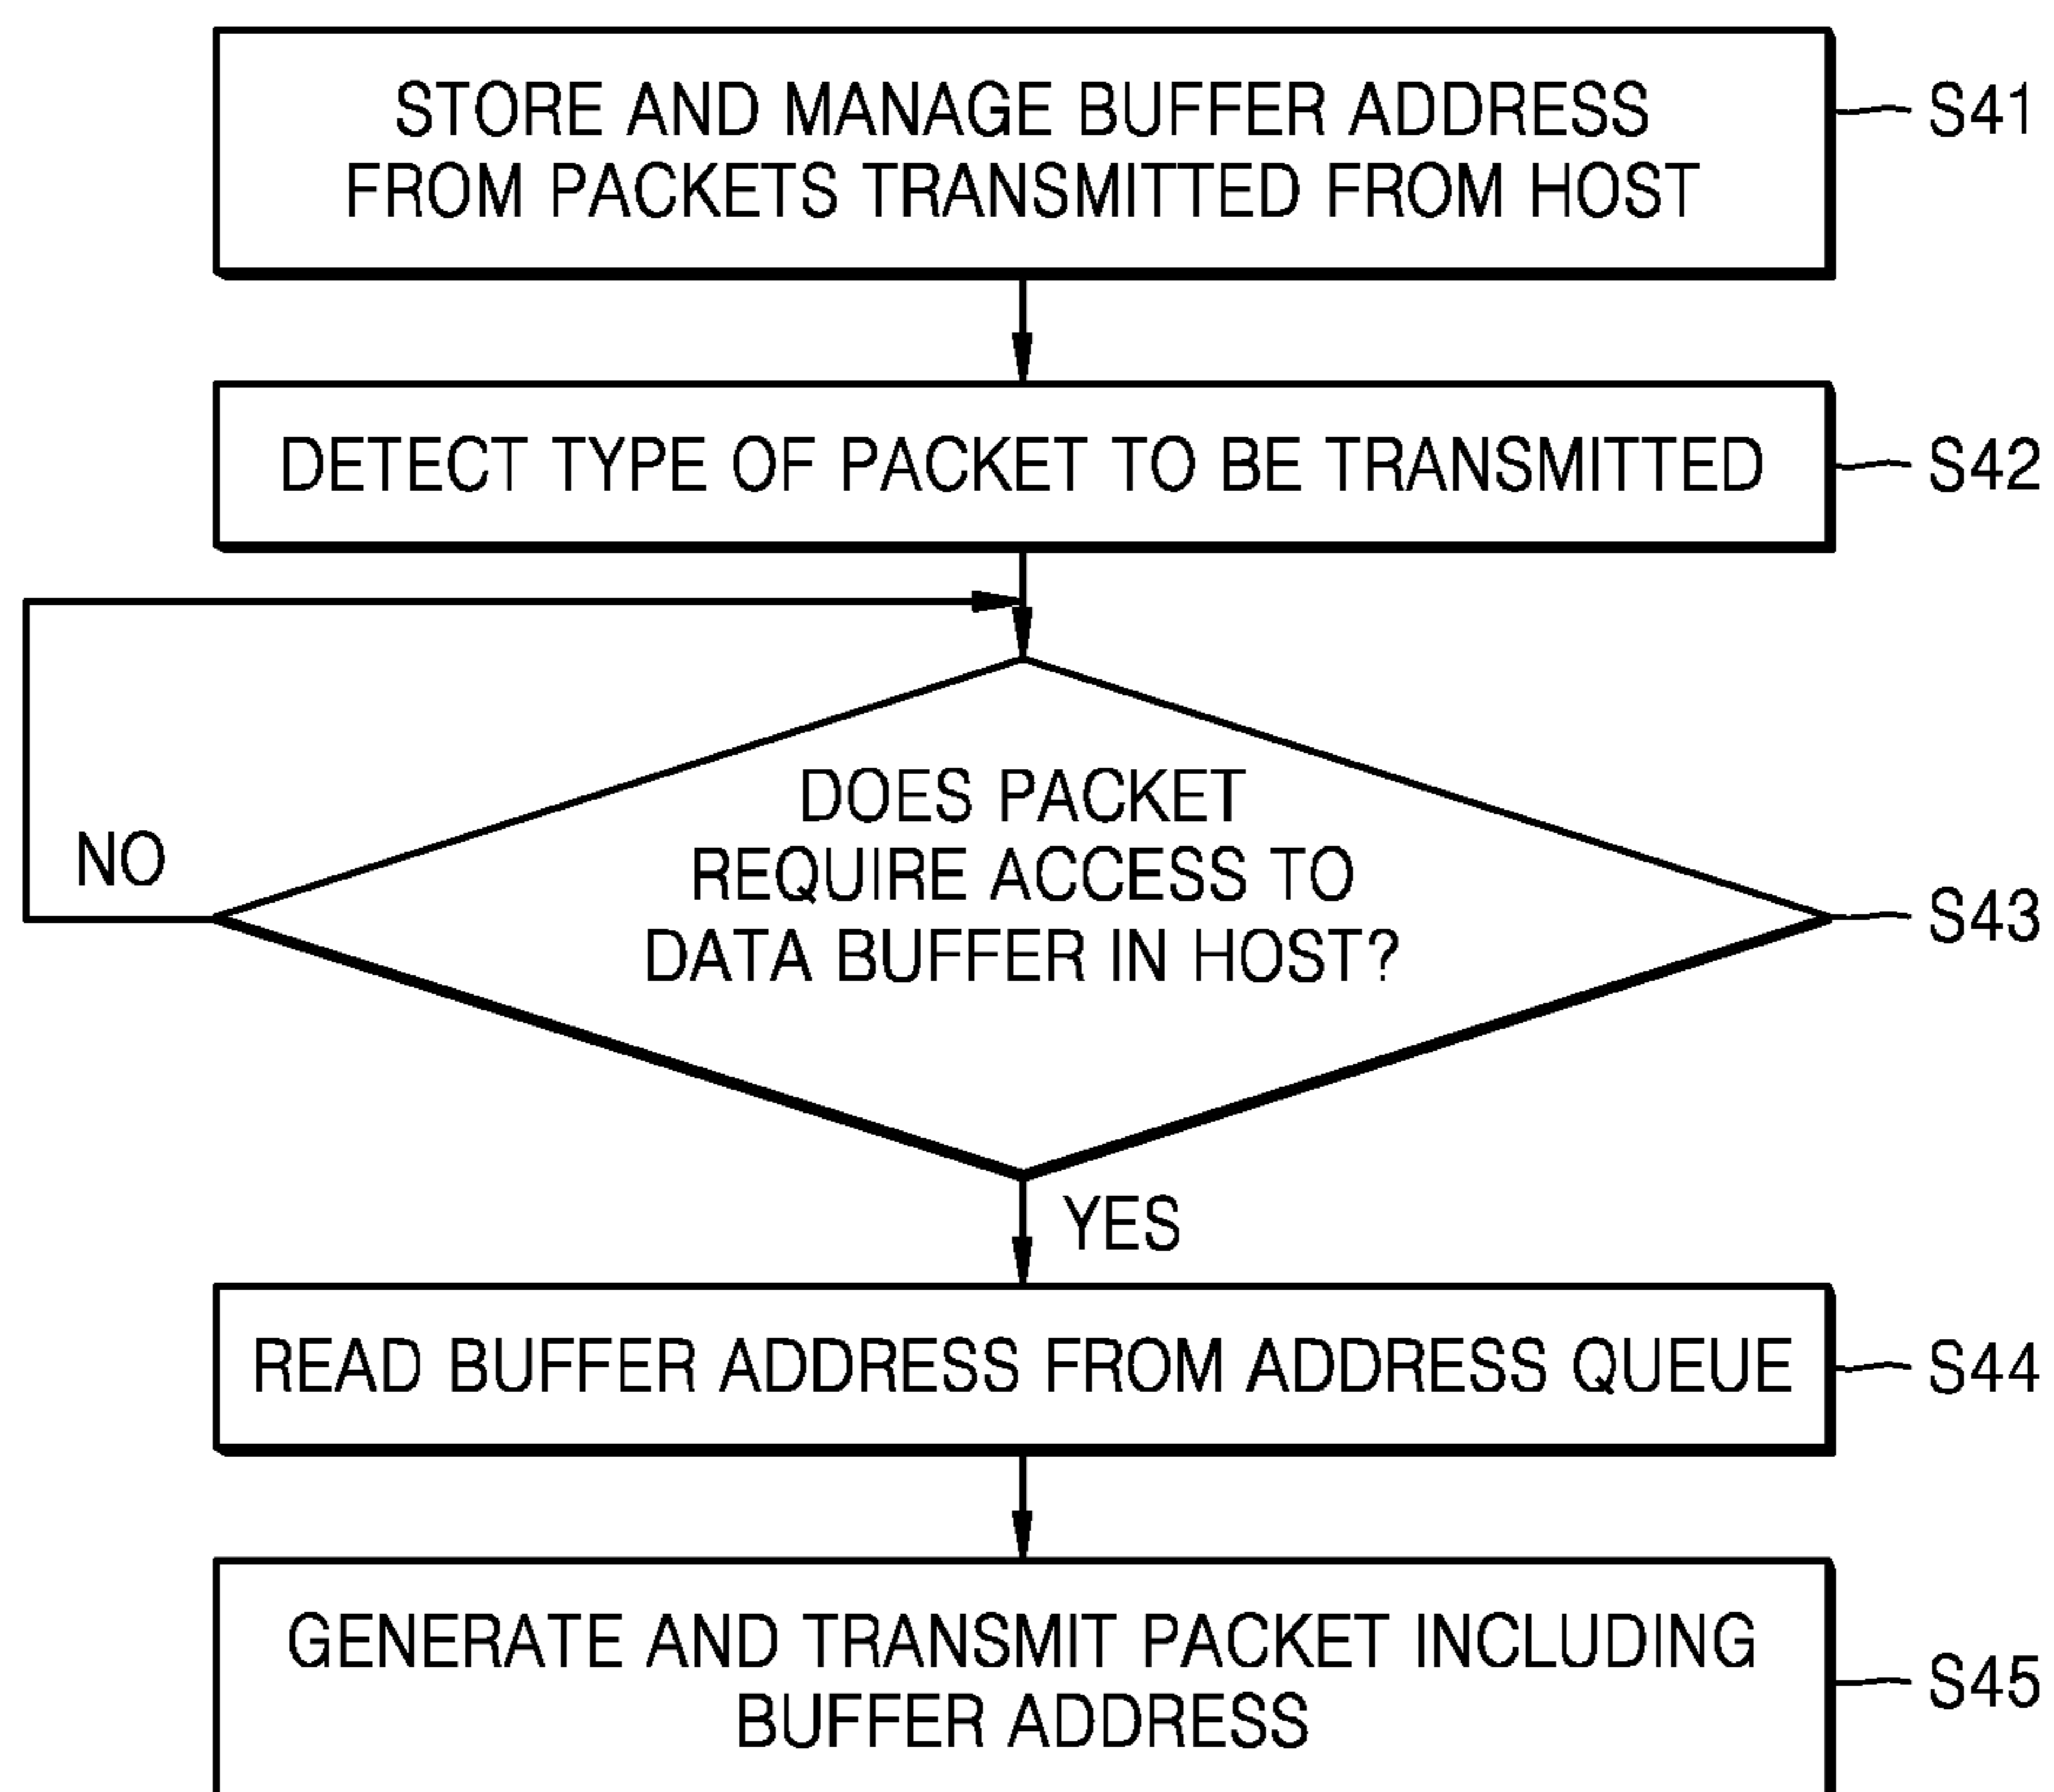 STORE AND MANAGE BUFFER ADDRESS
FROM PACKETS TRANSMITTED FROM HOST
S41
DETECT TYPE OF PACKET TO BE TRANSMITTED
S42
DOES PACKET
REQUIRE ACCESS TO
DATA BUFFER IN HOST?
NO
S43
YES
READ BUFFER ADDRESS FROM ADDRESS QUEUE
S44
GENERATE AND TRANSMIT PACKET INCLUDING
BUFFER ADDRESS
S45